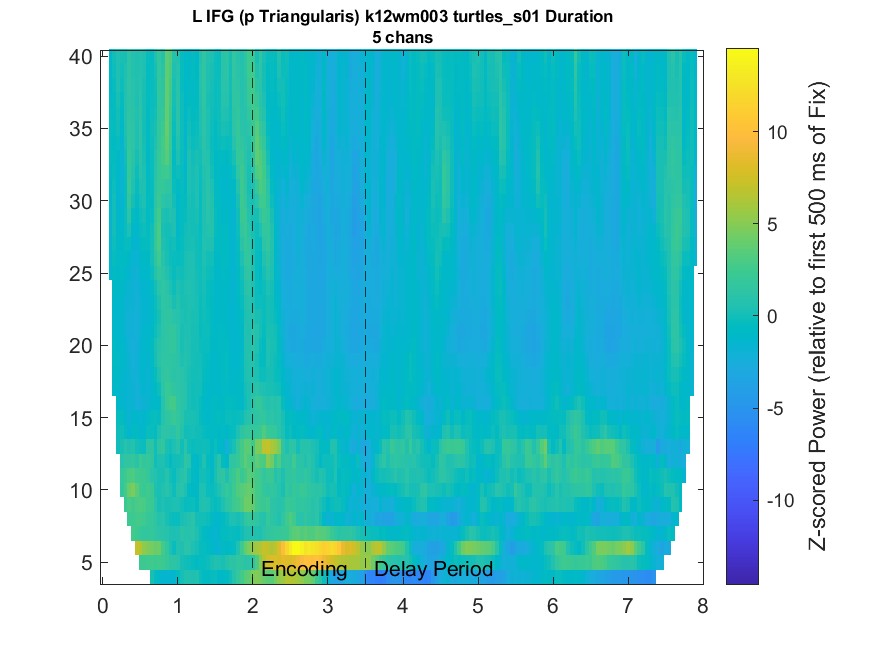 L IFG (p Triangularis) k12wm003 turtles_s01 Duration
5 chans
40
35
30
25
20
15
10
5
Encoding
Delay Period
0 1 2 3 4 5 6 7 8
10
5
0
-5
-10
Z-scored Power (relative to first 500 ms of Fix)